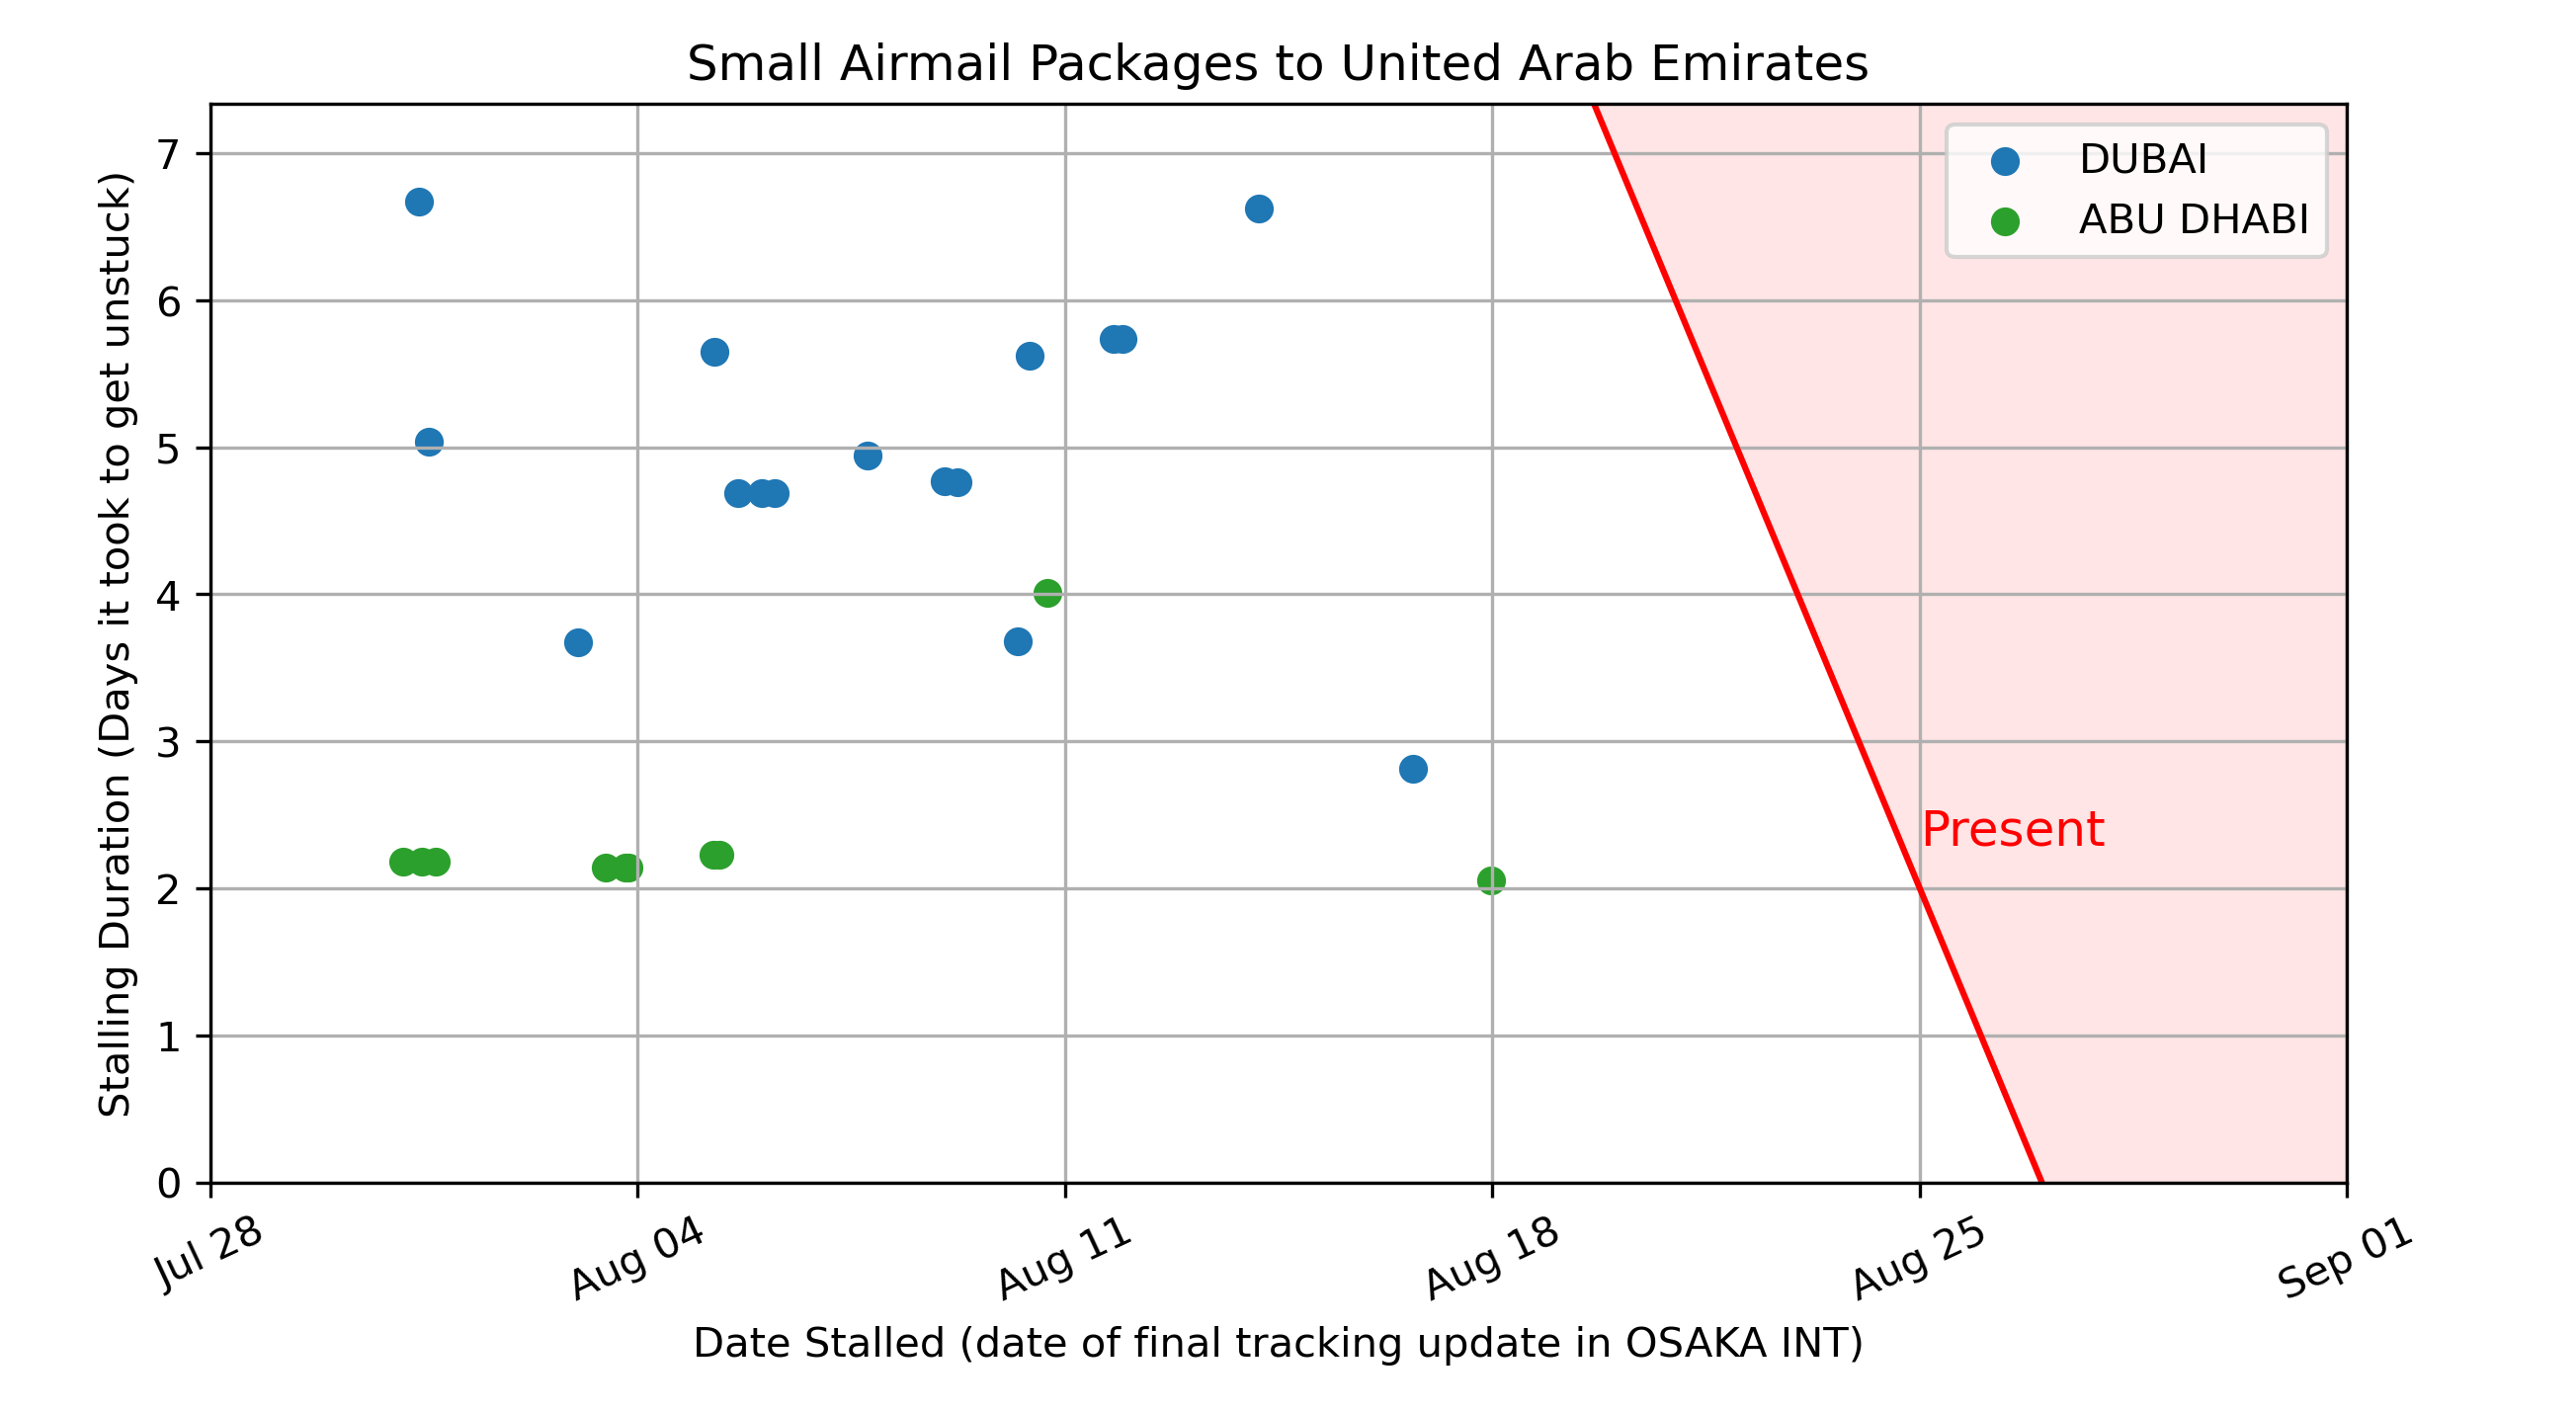 Small Airmail Packages to United Arab Emirates
Stalling Duration (Days it took to get unstuck)
7
6
5
4
3
2
1
0
DUBAI
ABU DHABI
Present
Jul 28
Aug 04
Aug 11
Aug 18
Aug 25
Sep 01
Date Stalled (date of final tracking update in OSAKA INT)